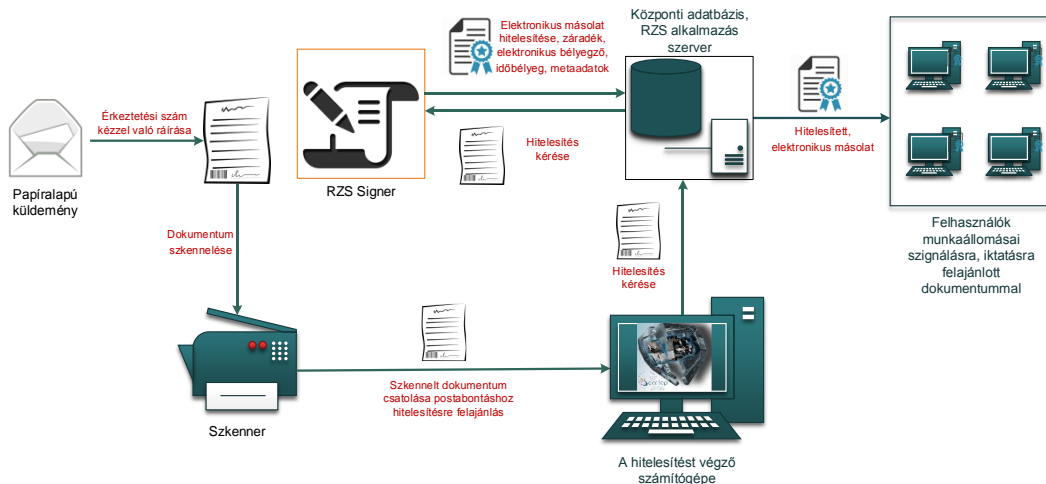 Elektronikus másolat
hitelesítése, záradék,
elektronikus bélyegző,
időbélyeg, metaadatok
Központi adatbázis,
RZS alkalmazás
szerver
Érkeztetési szám
kézzel való ráírása
Papíralapú
küldemény
RZS Signer
Hitelesítés
kérése
Hitelesített,
elektronikus másolat
Dokumentum
szkennelése
Hitelesítés
kérése
Felhasználók
munkaállomásai
szignálásra, iktatásra
felajánlott
dokumentummal
Szkennelt dokumentum
csatolása postabontáshoz
hitelesítésre felajánlás
Szkenner
A hitelesítést végző
számítógépe